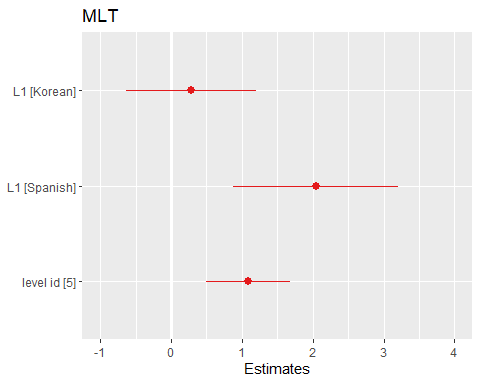 MLT
L1 [Korean]
L1 [Spanish]
level id [5]
-1 0 1 2 3 4
Estimates